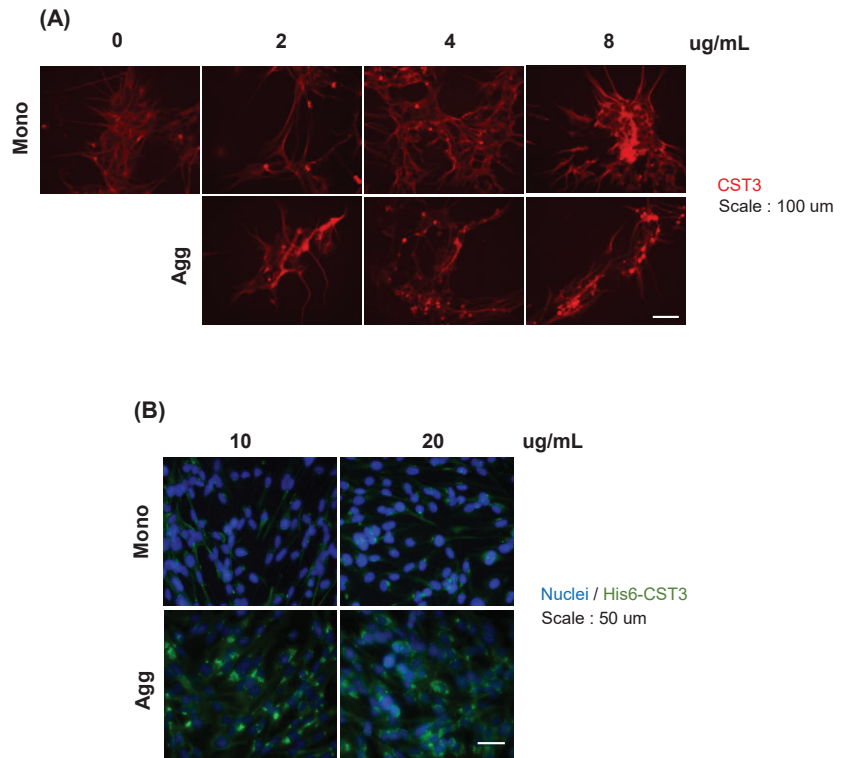 (A)
0 2 4 8 ug/mL
Mono
CST3
Scale : 100 um
Agg
(B)
10 20 ug/mL
Mono
Nuclei / His6-CST3
Scale : 50 um
Agg